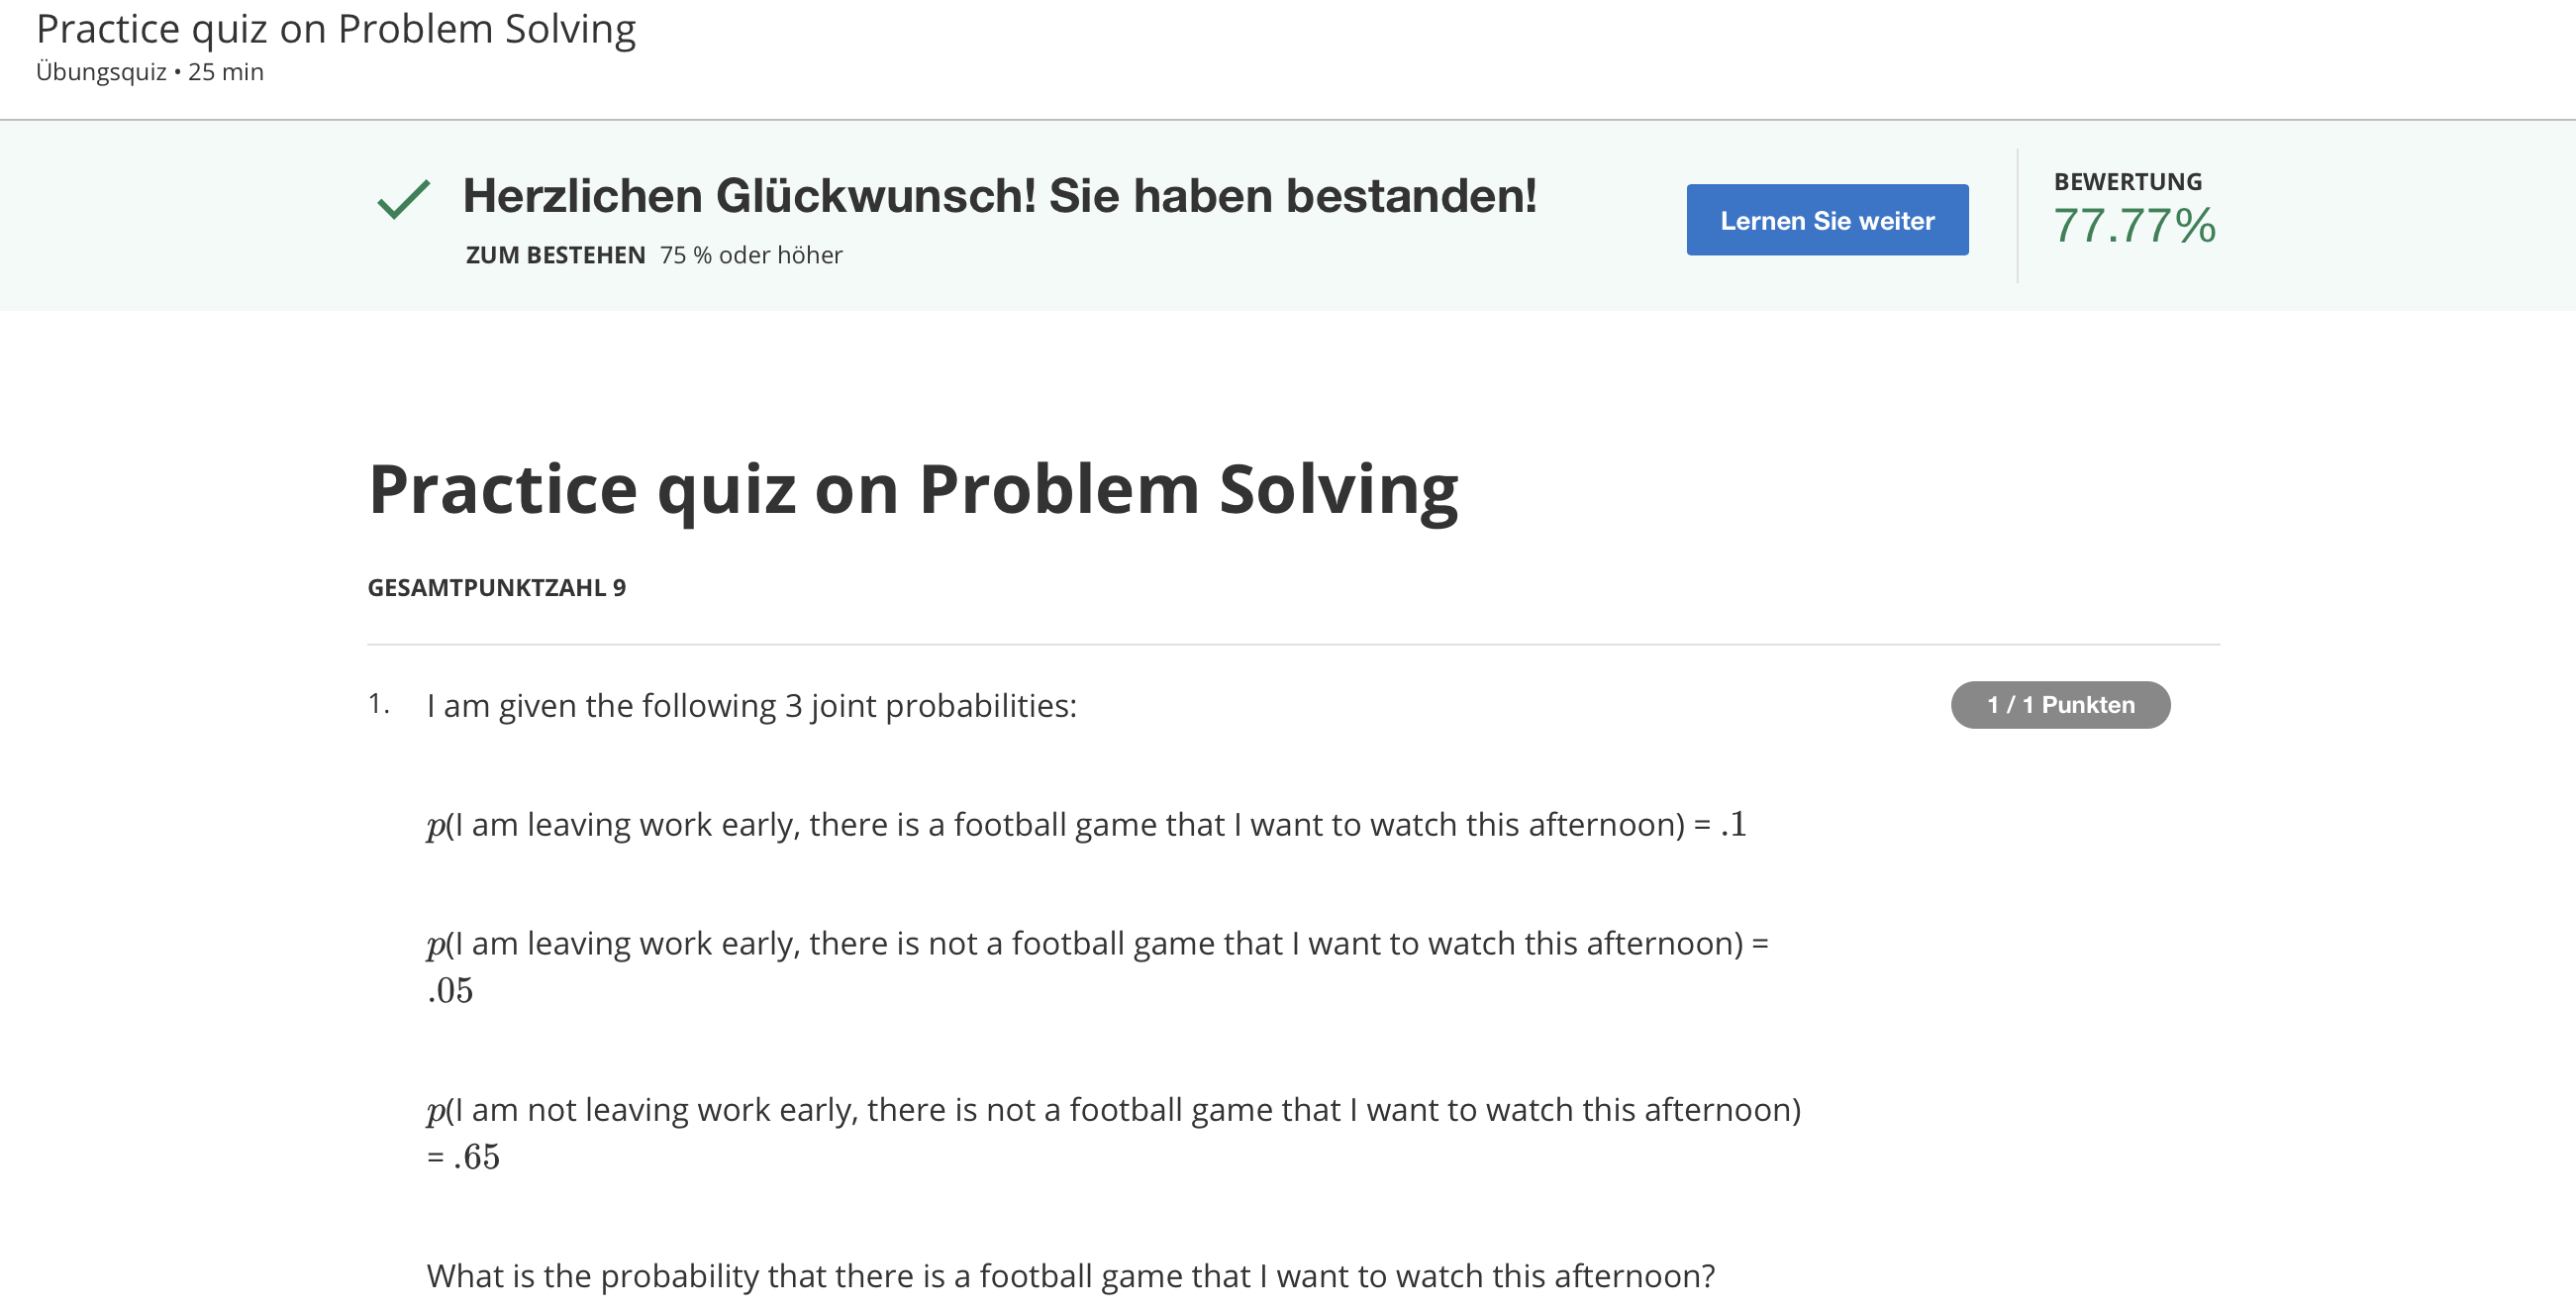 Practice quiz on Problem Solving
Übungsquiz • 25 min
Herzlichen Glückwunsch! Sie haben bestanden!
ZUM BESTEHEN 75 % oder höher
Lernen Sie weiter
BEWERTUNG
77.77%
Practice quiz on Problem Solving
GESAMTPUNKTZAHL 9
1. I am given the following 3 joint probabilities:
1 / 1 Punkten
p(I am leaving work early, there is a football game that I want to watch this afternoon) = .1
p(I am leaving work early, there is not a football game that I want to watch this afternoon) =
.05
p(I am not leaving work early, there is not a football game that I want to watch this afternoon)
= .65
What is the probability that there is a football game that I want to watch this afternoon?